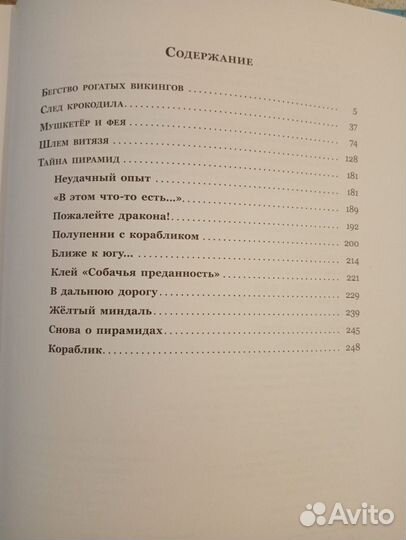 Содержание
Бегство рогатых викингов 5
След крокодила 37
Мушкетёр и фея 74
Шлем витязя 128
Тайна пирамид 181
Неудачный опыт 181
«В этом что-то есть...» 189
Пожалейте дракона! 192
Полупенни с корабликом 200
Ближе к югу... 214
Клей «Собачья преданность» 221
В дальнюю дорогу 229
Жёлтый миндаль 239
Снова о пирамидах 245
Кораблик 248
Avito